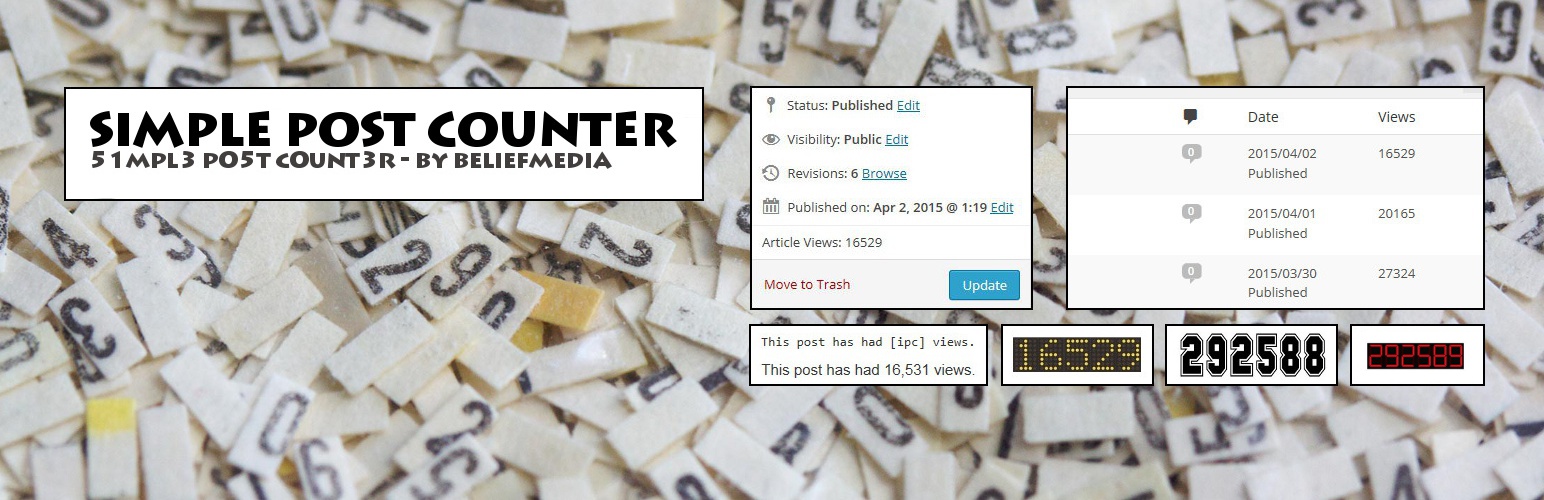 SIMPLE POST COUNTER
51MPL3 PO5T COUNT3R - BY BELIEFMEDIA
Status: Published Edit
Visibility: Public Edit
Revisions: 6 Browse
Published on: Apr 2, 2015 @ 1:19 Edit
Article Views: 16529
Move to Trash Update
Date Views
0 2015/04/02 16529
Published
0 2015/04/01 20165
Published
0 2015/03/30 27324
Published
This post has had [ipc] views.
This post has had 16,531 views.
16529
292588
292589